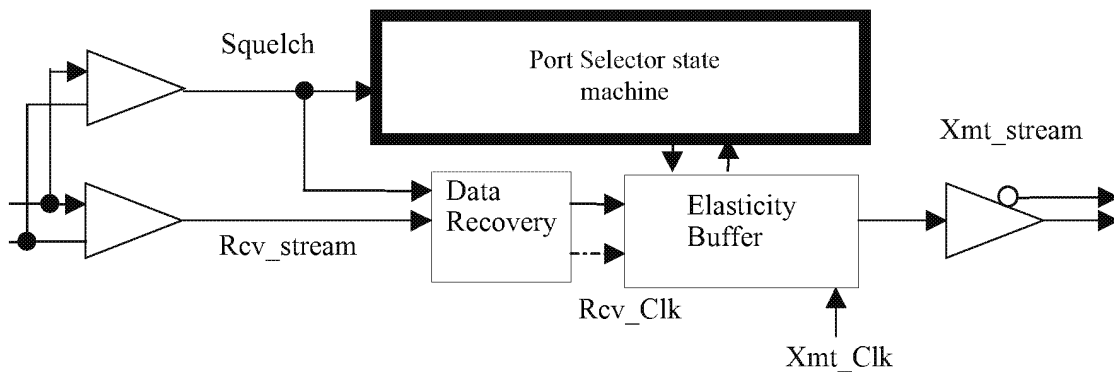 Squelch
Port Selector state
machine
Xmt_stream
Data
Recovery
Elasticity
Buffer
Rcv_stream
Rcv_Clk
Xmt_Clk